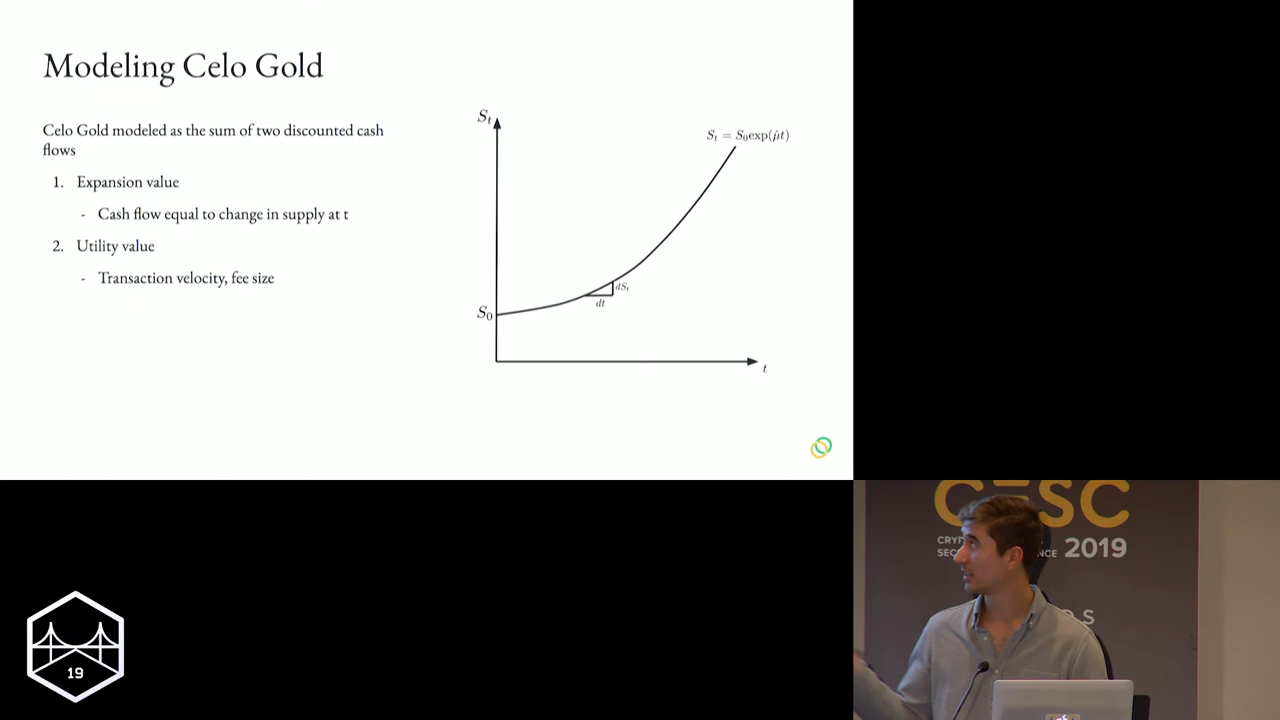 Modeling Celo Gold
Celo Gold modeled as the sum of two discounted cash
flows
1. Expansion value
- Cash flow equal to change in supply at t
2. Utility value
- Transaction velocity, fee size
S_t
S_t = S_0exp(μ̂t)
dS_t
dt
S_0
t
CESC
2019
NCE
S
19